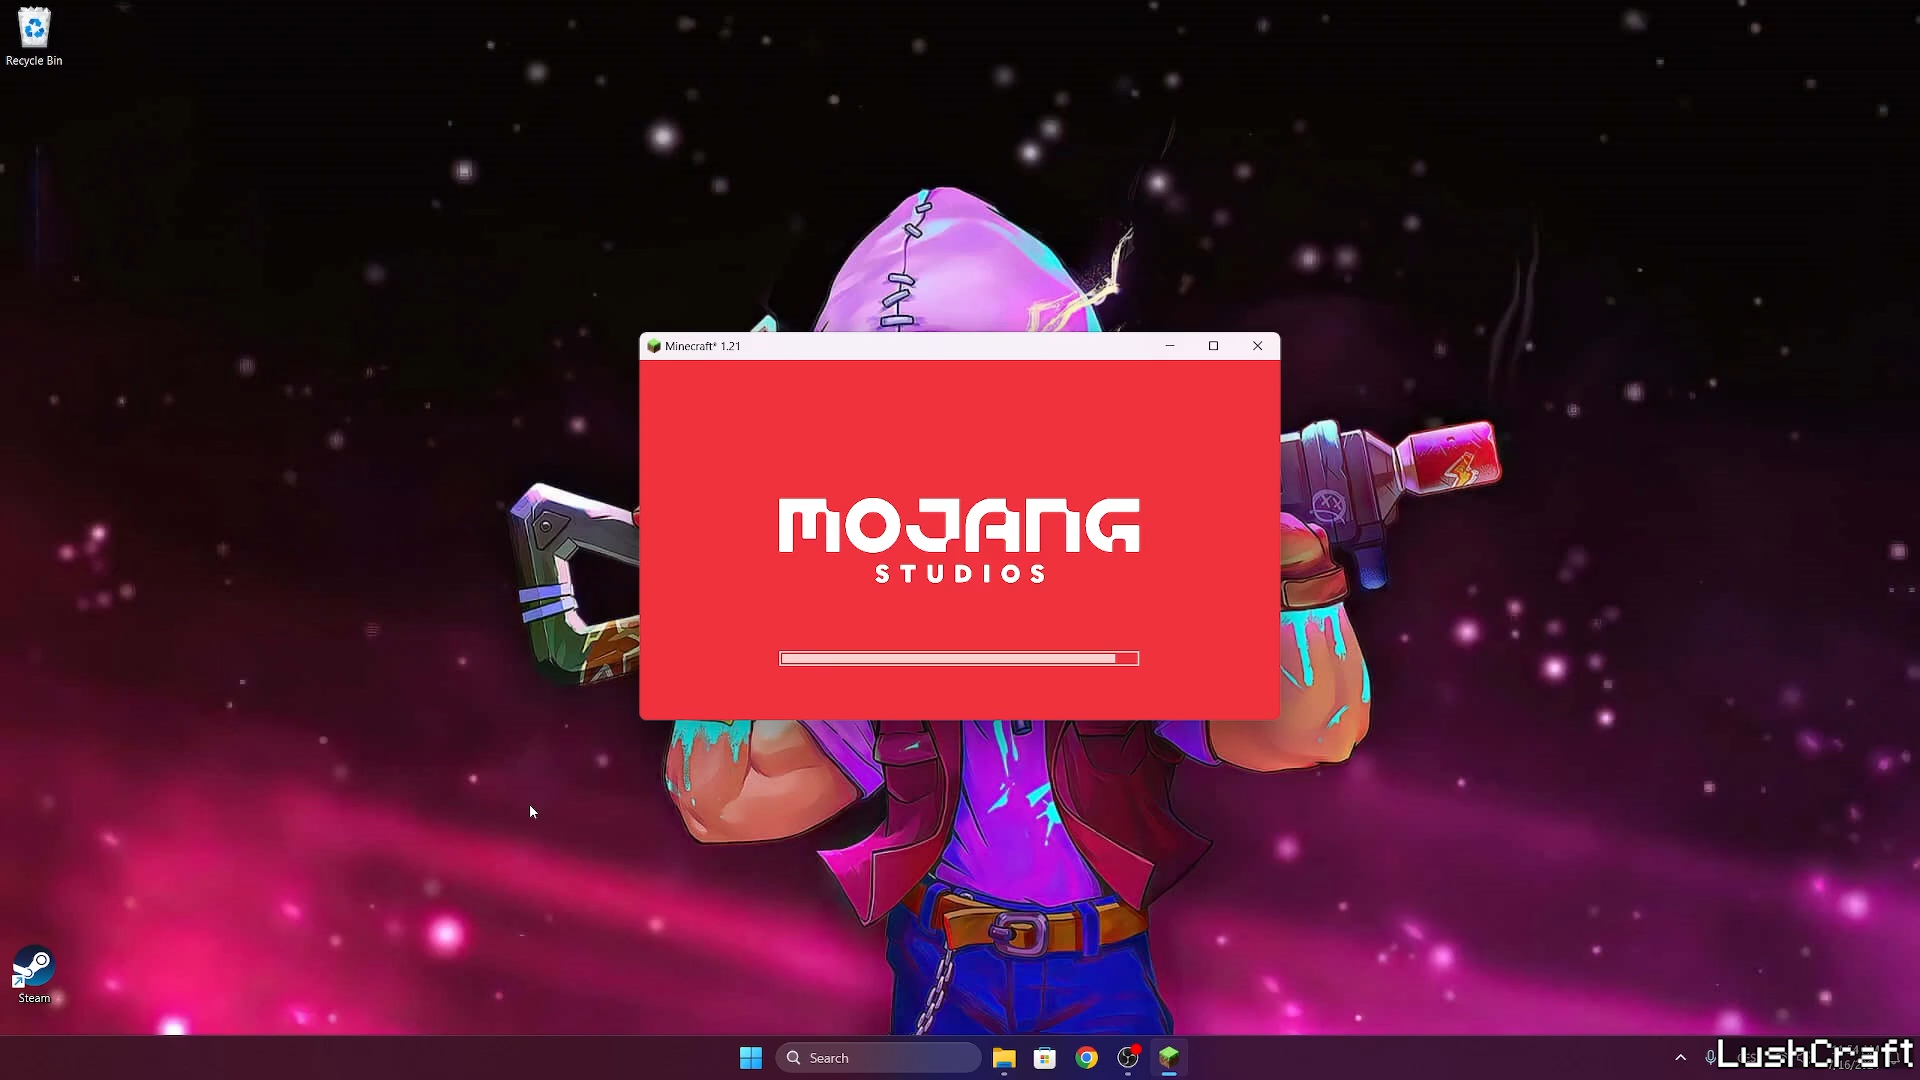 Recycle Bin
Minecraft* 1.21
MOJANG
STUDIOS
Steam
Search
LushCraft